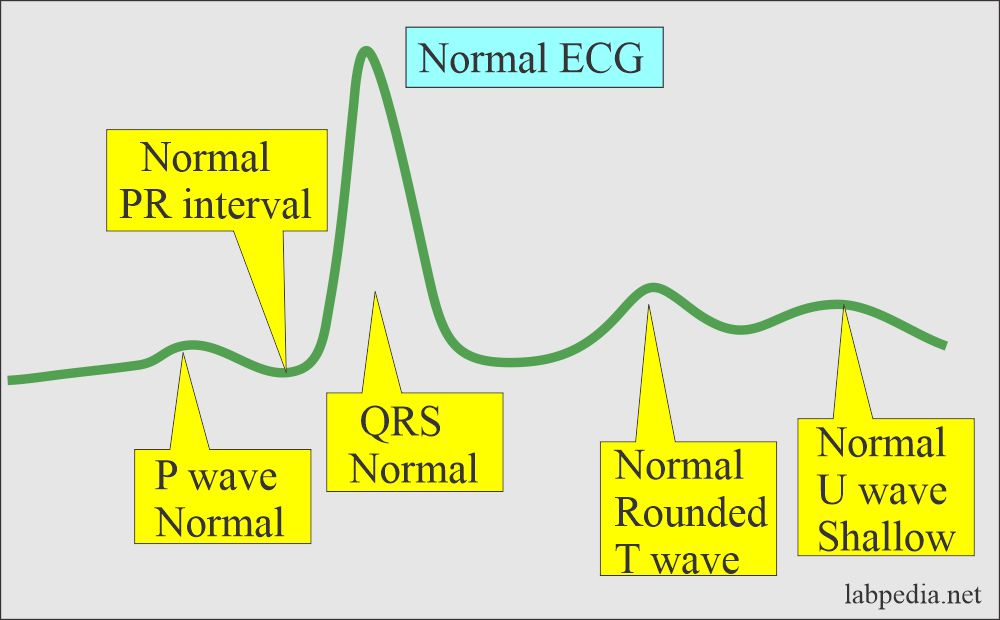 Normal ECG
Normal
PR interval
P wave
Normal
QRS
Normal
Normal
Rounded
T wave
Normal
U wave
Shallow
labpedia.net